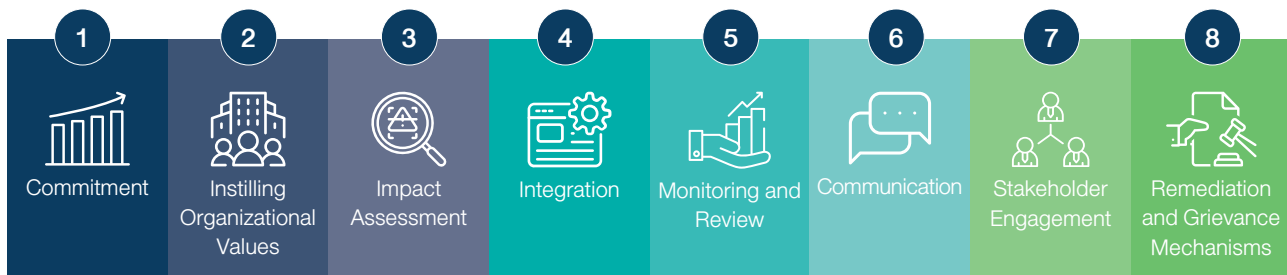 1
Commitment
2
Instilling
Organizational
Values
3
Impact
Assessment
4
Integration
5
Monitoring and
Review
6
Communication
7
Stakeholder
Engagement
8
Remediation
and Grievance
Mechanisms